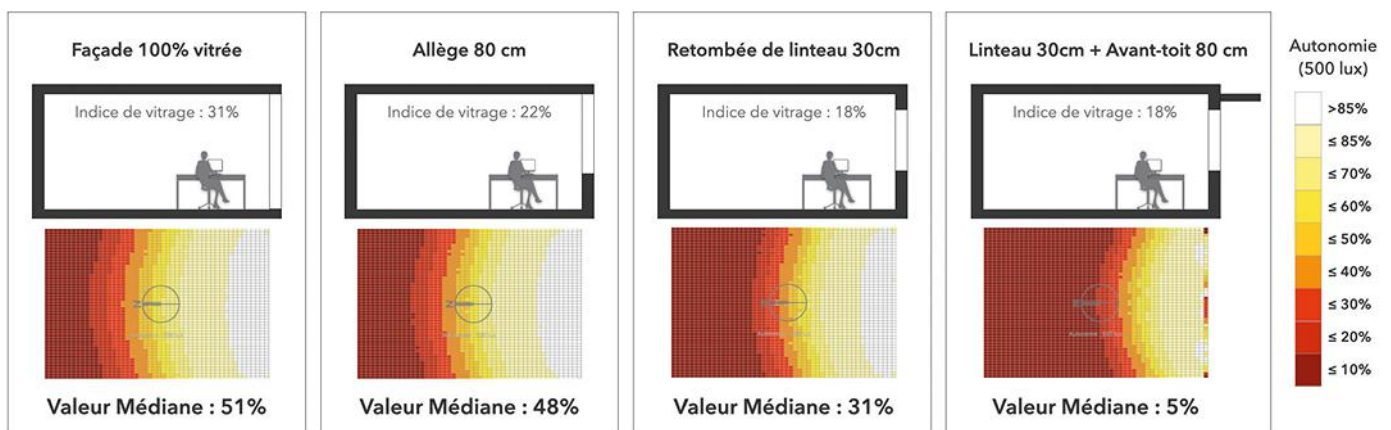 Façade 100% vitrée
Indice de vitrage : 31%
N
Valeur Médiane : 51%
Allège 80 cm
Indice de vitrage : 22%
N
Valeur Médiane : 48%
Retombée de linteau 30cm
Indice de vitrage : 18%
Valeur Médiane : 31%
Linteau 30cm + Avant-toit 80 cm
Indice de vitrage : 18%
Valeur Médiane : 5%
Autonomie
(500 lux)
>85%
≤ 85%
≤ 70%
≤ 60%
≤ 50%
≤ 40%
≤ 30%
≤ 20%
≤ 10%